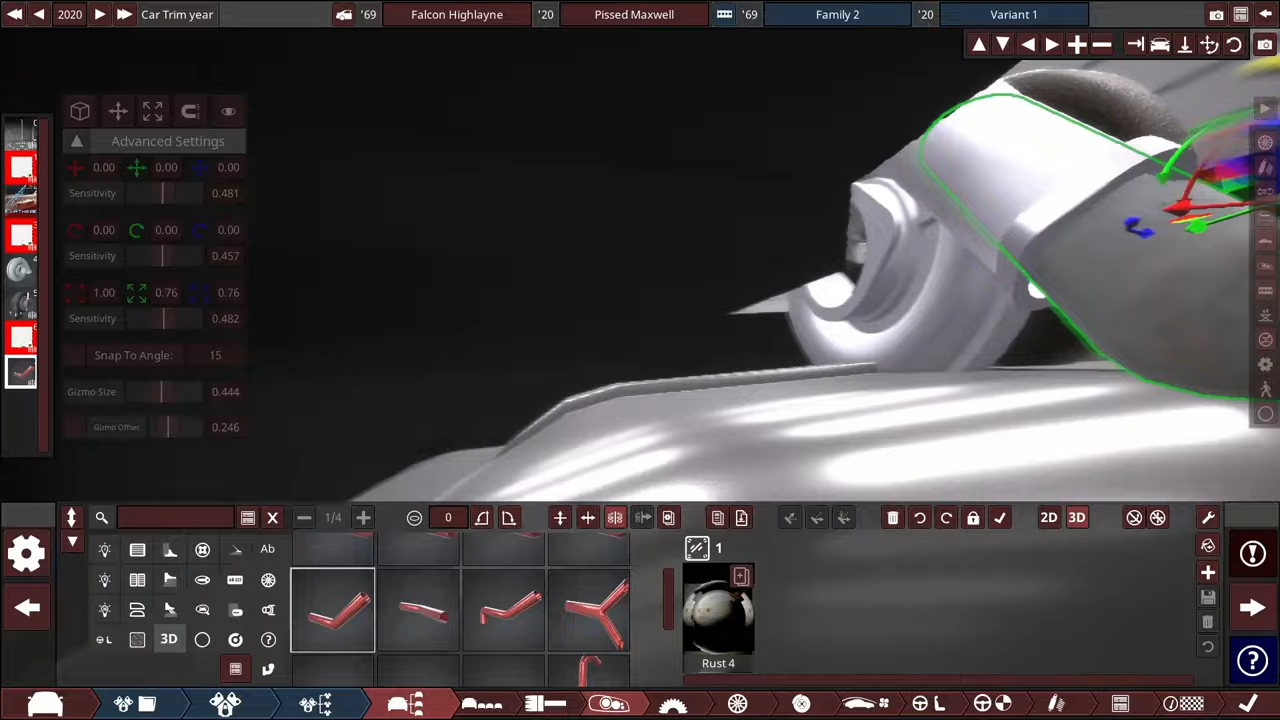 2020 Car Trim year '69 Falcon Highlayne '20 Pissed Maxwell '69 Family 2 '20 Variant 1
Advanced Settings
0.00 0.00 0.00
Sensitivity 0.481
0.00 0.00 0.00
Sensitivity 0.457
1.00 0.76 0.76
Sensitivity 0.482
Snap To Angle: 15
Gizmo Size 0.444
Gizmo Offset 0.246
1/4 0 2D 3D
Ab
1
L 3D ?
Rust 4
?
L